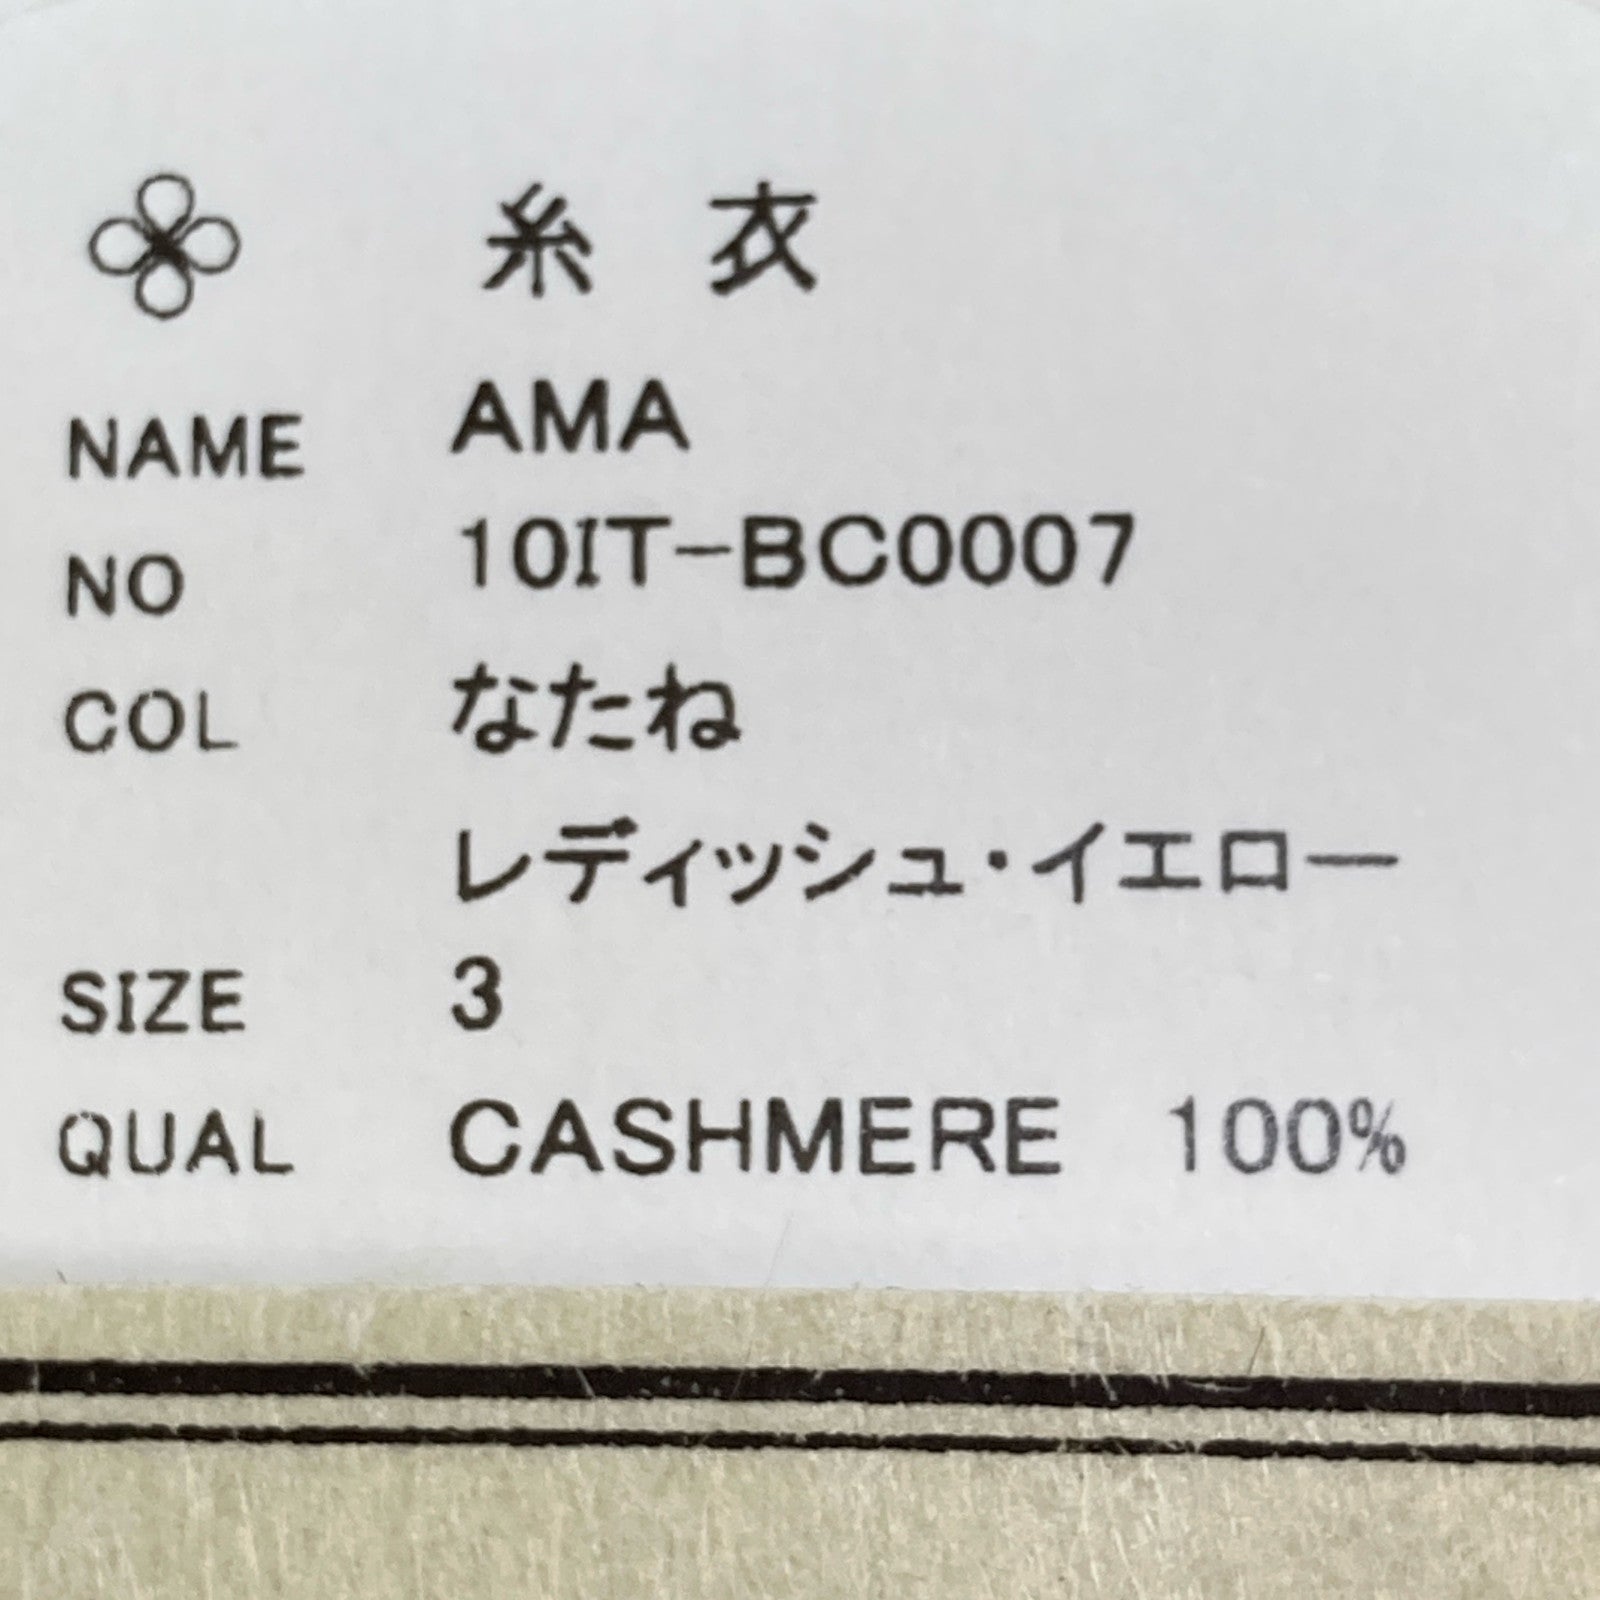 糸 衣
NAME AMA
NO 10IT-BC0007
COL なたね
レディッシュ・イエロー
SIZE 3
QUAL CASHMERE 100%